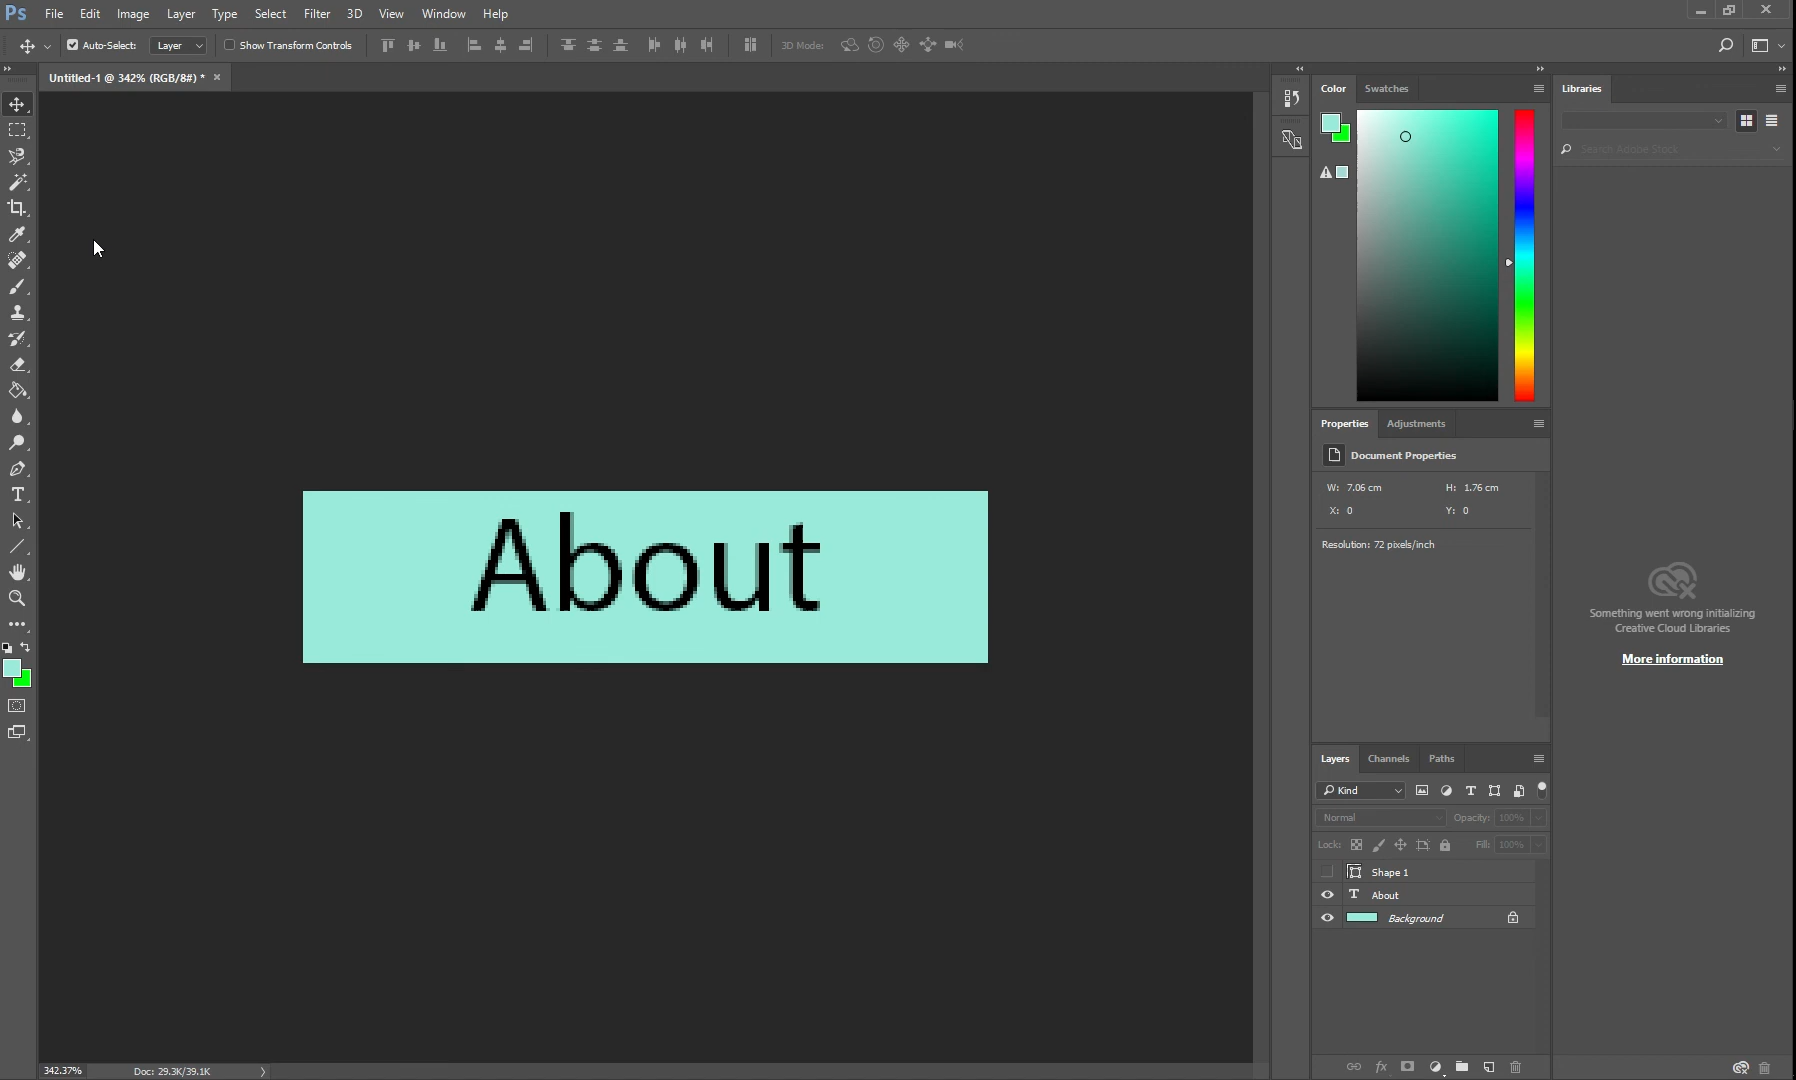 Ps File Edit Image Layer Type Select Filter 3D View Window Help
Auto-Select: Layer Show Transform Controls 3D Mode:
Untitled-1 @ 342% (RGB/8#) *
Color Swatches
Libraries
Search Adobe Stock
About
Properties Adjustments
Document Properties
W: 7.06 cm H: 1.76 cm
X: 0 Y: 0
Resolution: 72 pixels/inch
Something went wrong initializing
Creative Cloud Libraries
More information
Layers Channels Paths
Kind
Normal Opacity: 100%
Lock: Fill: 100%
Shape 1
About
Background
342.37% Doc: 29.3K/39.1K